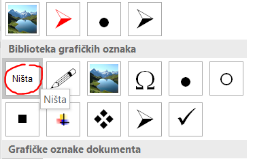 Biblioteka grafičkih oznaka
Ništa
Ništa
Grafičke oznake dokumenta